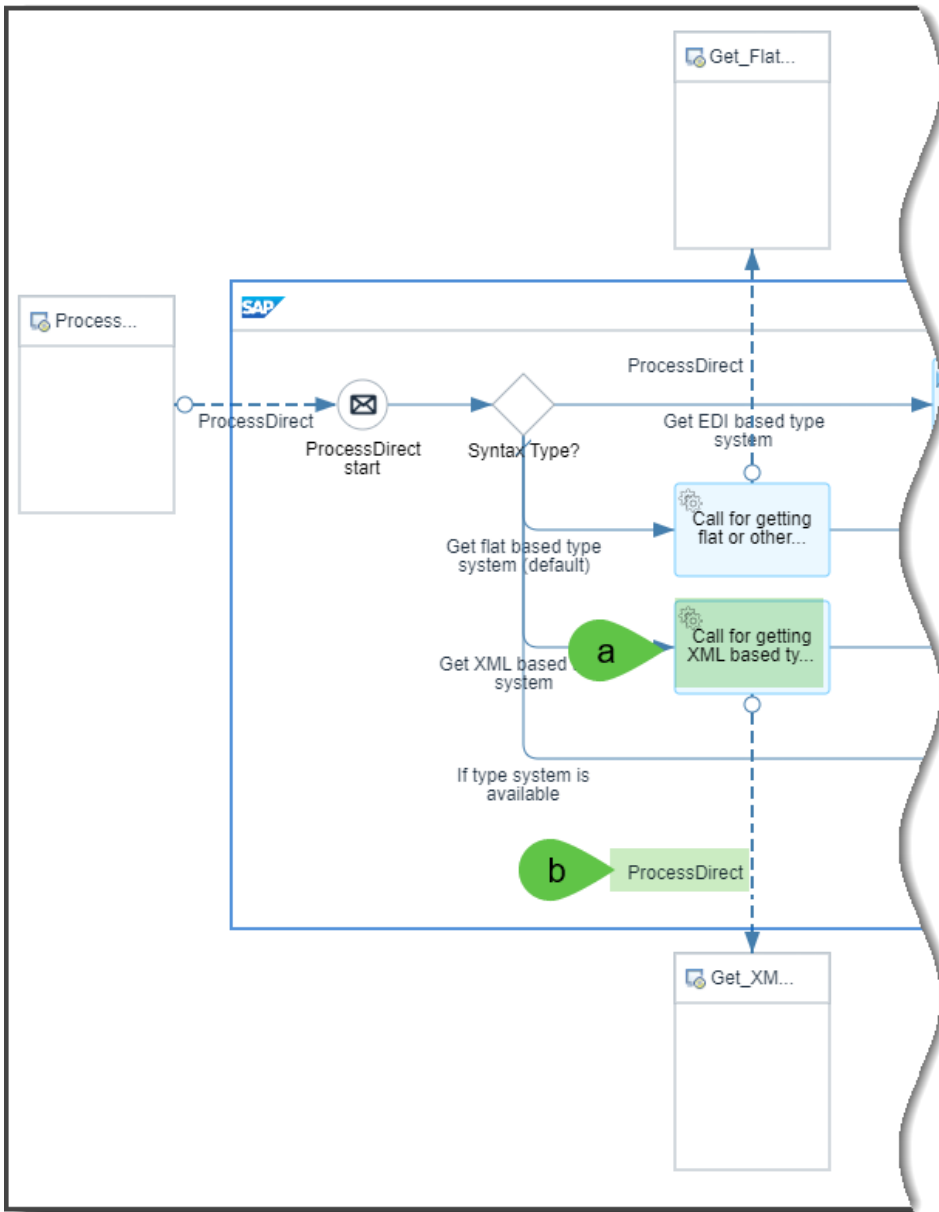 Get_Flat...
SAP
Process...
ProcessDirect
ProcessDirect
Get EDI based type
system
ProcessDirect
start
Syntax Type?
Call for getting
flat or other...
Get flat based type
system (default)
a
Call for getting
XML based ty...
Get XML based
system
If type system is
available
b
ProcessDirect
Get_XM...